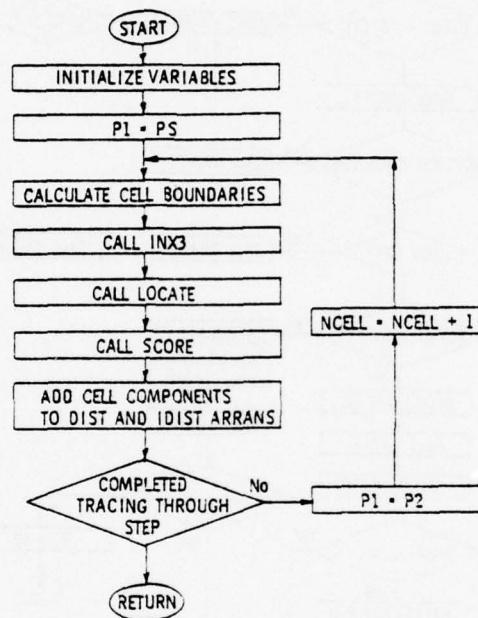 START
INITIALIZE VARIABLES
P1 = PS
CALCULATE CELL BOUNDARIES
CALL INX3
CALL LOCATE
CALL SCORE
ADD CELL COMPONENTS
TO DIST AND IDIST ARRANS
COMPLETED
TRACING THROUGH
STEP
No
P1 = P2
NCELL = NCELL + 1
RETURN